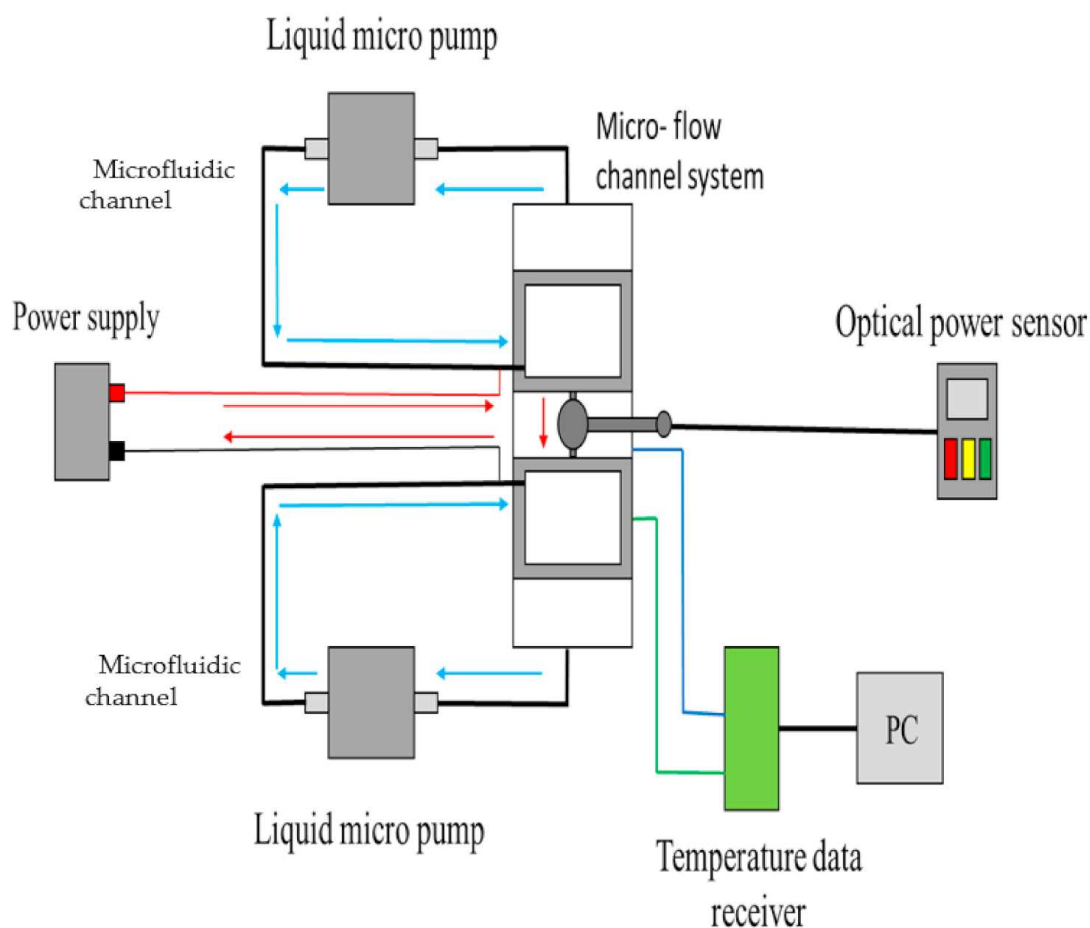 Liquid micro pump
Micro- flow
channel system
Microfluidic
channel
Power supply
Optical power sensor
Microfluidic
channel
PC
Liquid micro pump
Temperature data
receiver